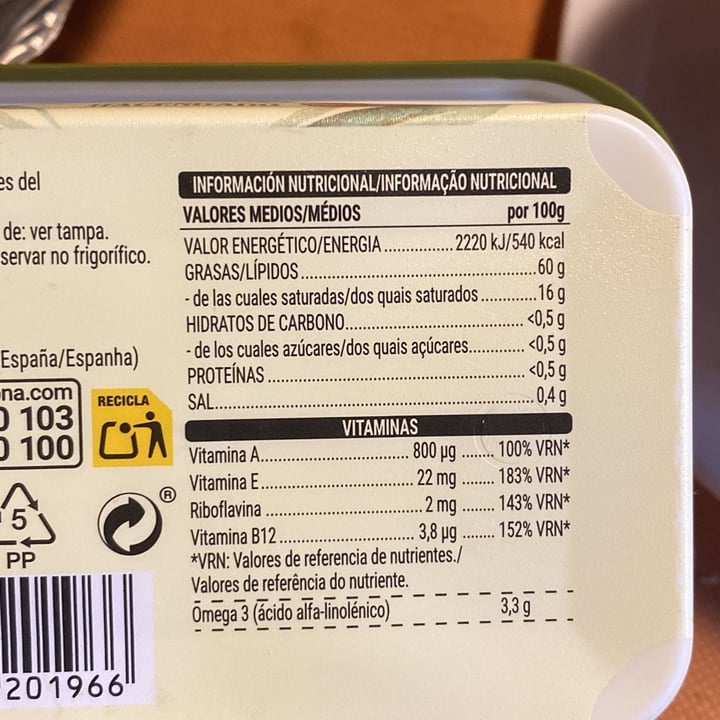 HACENDADO
es del
de: ver tampa.
servar no frigorífico.
España/Espanha)
na.com
103
100
RECICLA
5
PP
®
201966
INFORMACIÓN NUTRICIONAL/INFORMAÇÃO NUTRICIONAL
VALORES MEDIOS/MÉDIOS por 100g
VALOR ENERGÉTICO/ENERGIA 2220 kJ/540 kcal
GRASAS/LÍPIDOS 60 g
- de las cuales saturadas/dos quais saturados 16 g
HIDRATOS DE CARBONO <0,5 g
- de los cuales azúcares/dos quais açúcares <0,5 g
PROTEÍNAS <0,5 g
SAL 0,4 g
VITAMINAS
Vitamina A 800 µg 100% VRN*
Vitamina E 22 mg 183% VRN*
Riboflavina 2 mg 143% VRN*
Vitamina B12 3,8 µg 152% VRN*
*VRN: Valores de referencia de nutrientes./
Valores de referência do nutriente.
Omega 3 (ácido alfa-linolénico) 3,3 g